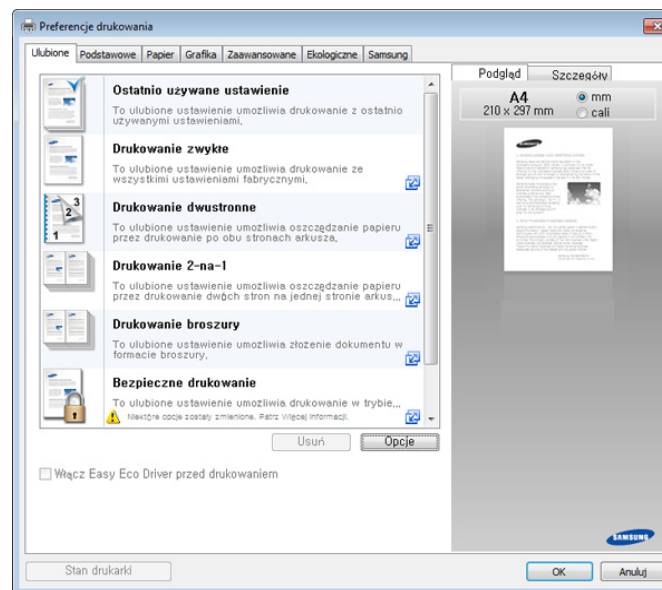 Preferencje drukowania
Ulubione Podstawowe Papier Grafika Zaawansowane Ekologiczne Samsung
Ostatnio używane ustawienie
To ulubione ustawienie umożliwia drukowanie z ostatnio
używanymi ustawieniami.
Drukowanie zwykłe
To ulubione ustawienie umożliwia drukowanie ze
wszystkimi ustawieniami fabrycznymi.
Drukowanie dwustronne
To ulubione ustawienie umożliwia oszczędzanie papieru
przez drukowanie po obu stronach arkusza.
Drukowanie 2-na-1
To ulubione ustawienie umożliwia oszczędzanie papieru
przez drukowanie dwóch stron na jednej stronie arkus...
Drukowanie broszury
To ulubione ustawienie umożliwia złożenie dokumentu w
formacie broszury.
Bezpieczne drukowanie
To ulubione ustawienie umożliwia drukowanie w trybie...
Niektóre opcje zostały zmienione. Patrz Więcej informacji.
Usuń Opcje
Włącz Easy Eco Driver przed drukowaniem
Stan drukarki
Podgląd Szczegóły
A4 mm
210 x 297 mm cali
SAMSUNG
OK Anuluj